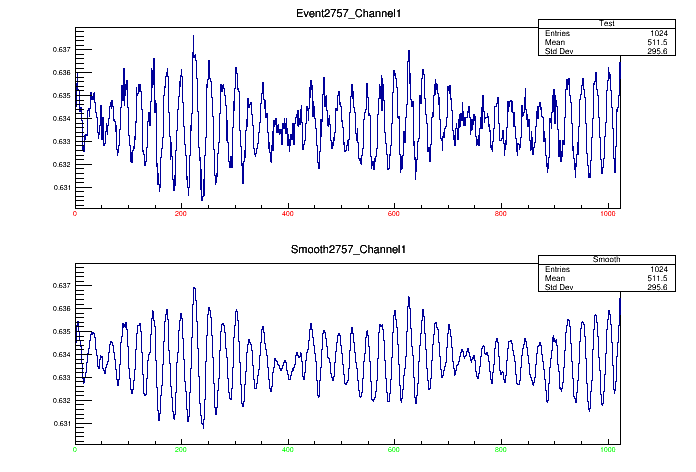 Event2757_Channel1
Test
Entries 1024
Mean 511.5
Std Dev 295.6
0.637
0.636
0.635
0.634
0.633
0.632
0.631
0 200 400 600 800 1000
Smooth2757_Channel1
Smooth
Entries 1024
Mean 511.5
Std Dev 295.6
0.637
0.636
0.635
0.634
0.633
0.632
0.631
0 200 400 600 800 1000